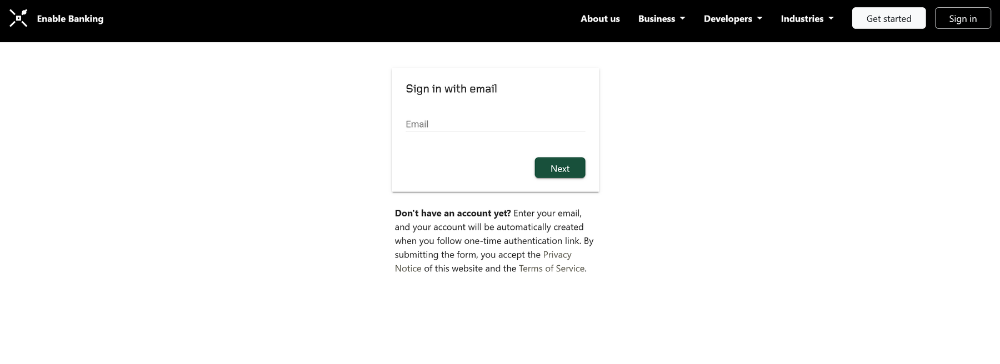 Enable Banking
About us
Business
Developers
Industries
Get started
Sign in
Sign in with email
Email
Next
Don't have an account yet? Enter your email,
and your account will be automatically created
when you follow one-time authentication link. By
submitting the form, you accept the Privacy
Notice of this website and the Terms of Service.